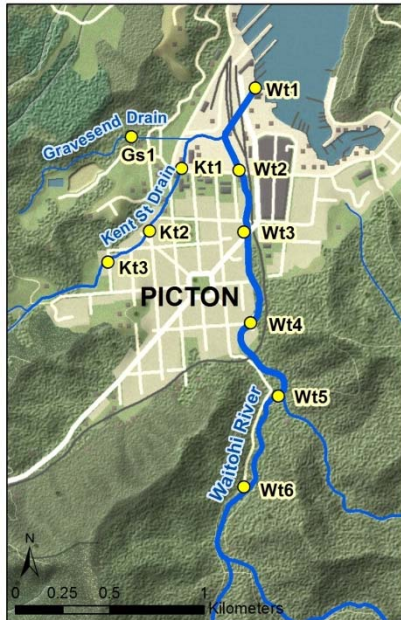 Wt1
Gravesend Drain
Gs1
Kt1
Wt2
Kent St Drain
Kt2
Wt3
Kt3
PICTON
Wt4
Wt5
Waitohi River
Wt6
N
0 0.25 0.5 1
Kilometers